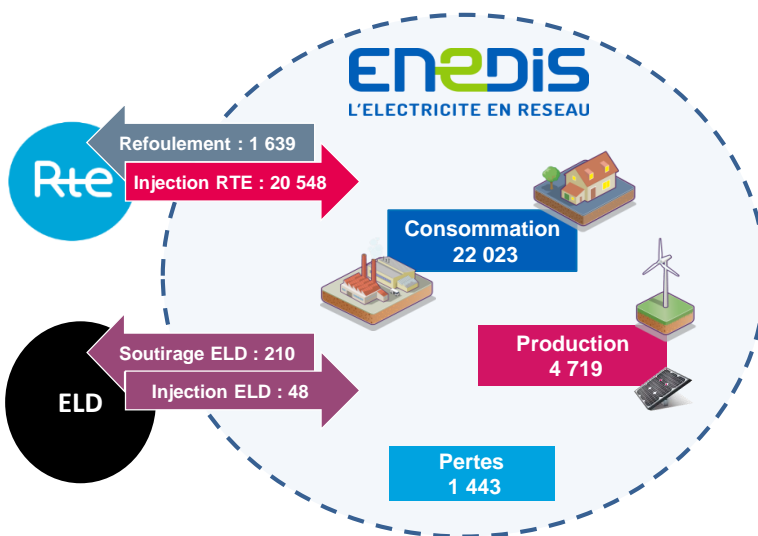 enedis
L'ELECTRICITE EN RESEAU
Refoulement : 1 639
Rte
Injection RTE : 20 548
Consommation
22 023
Production
4 719
Soutirage ELD : 210
ELD
Injection ELD : 48
Pertes
1 443